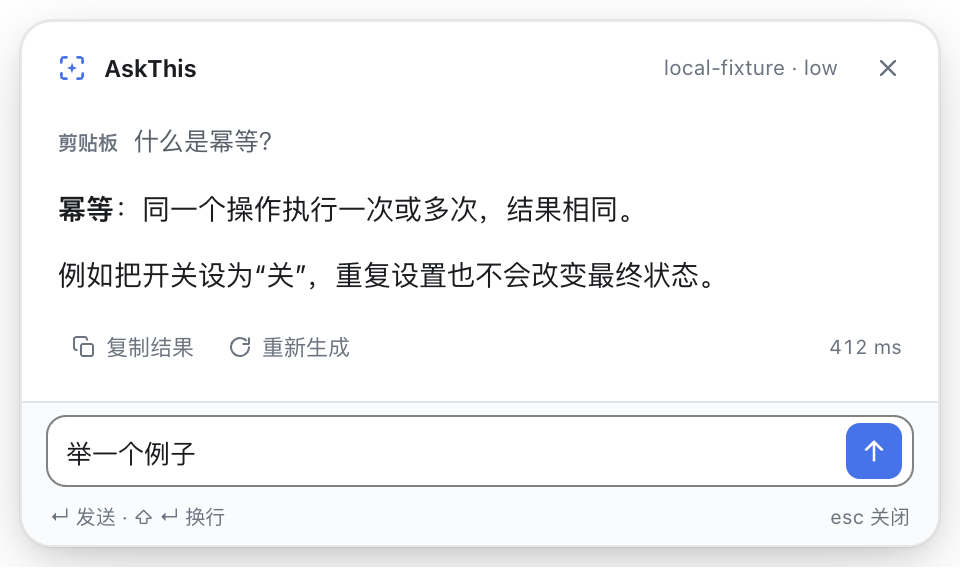 AskThis
local-fixture · low
剪贴板 什么是幂等?
幂等：同一个操作执行一次或多次，结果相同。
例如把开关设为“关”，重复设置也不会改变最终状态。
复制结果 重新生成 412 ms
举一个例子
↵ 发送 · ⇧ ↵ 换行 esc 关闭